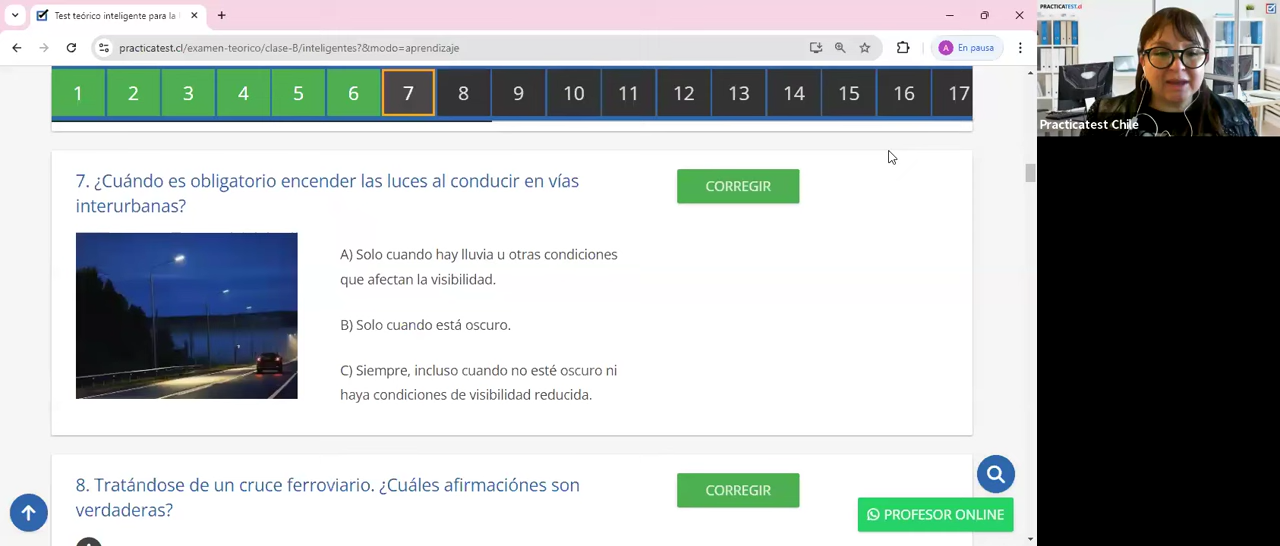 Test teórico inteligente para la
practicatest.cl/examen-teorico/clase-B/inteligentes?&modo=aprendizaje
A
En pausa
PRACTICATEST.cl
Practicatest Chile
1 2 3 4 5 6 7 8 9 10 11 12 13 14 15 16 17
7. ¿Cuándo es obligatorio encender las luces al conducir en vías
interurbanas?
CORREGIR
A) Solo cuando hay lluvia u otras condiciones
que afectan la visibilidad.
B) Solo cuando está oscuro.
C) Siempre, incluso cuando no esté oscuro ni
haya condiciones de visibilidad reducida.
8. Tratándose de un cruce ferroviario. ¿Cuáles afirmaciónes son
verdaderas?
CORREGIR
PROFESOR ONLINE